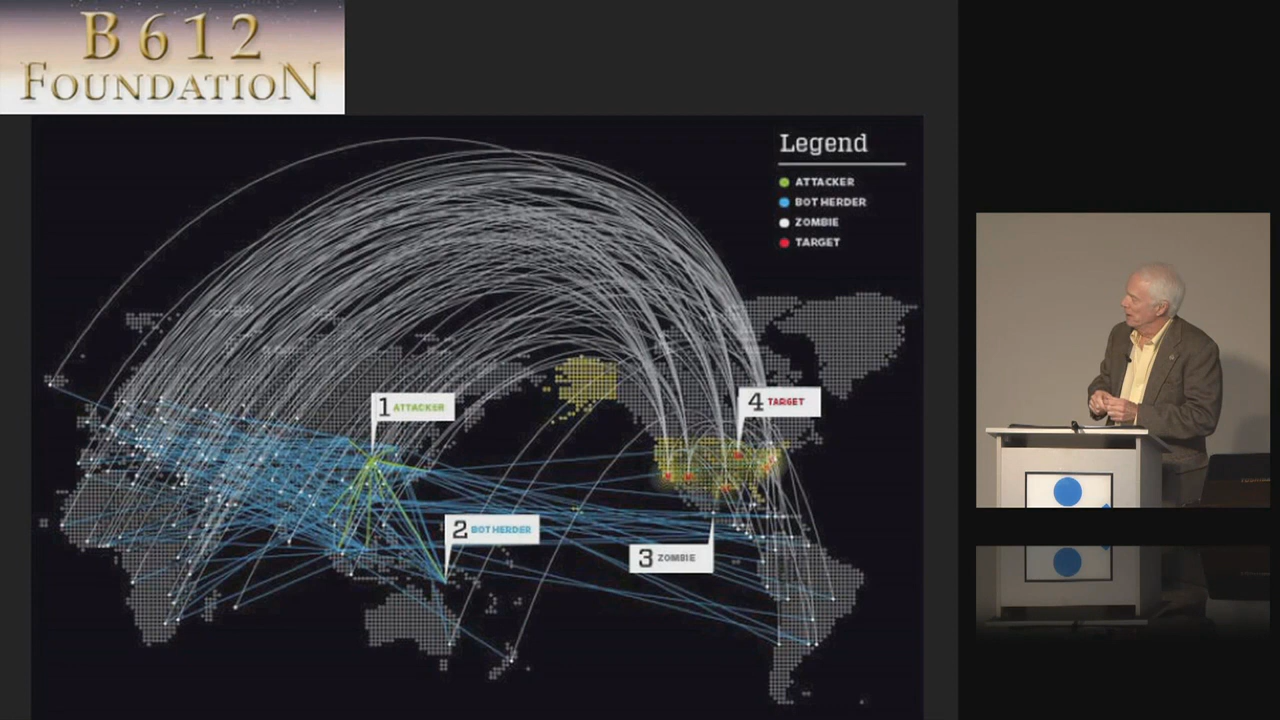 B612
FOUNDATION
Legend
ATTACKER
BOT HERDER
ZOMBIE
TARGET
1 ATTACKER
4 TARGET
2 BOT HERDER
3 ZOMBIE